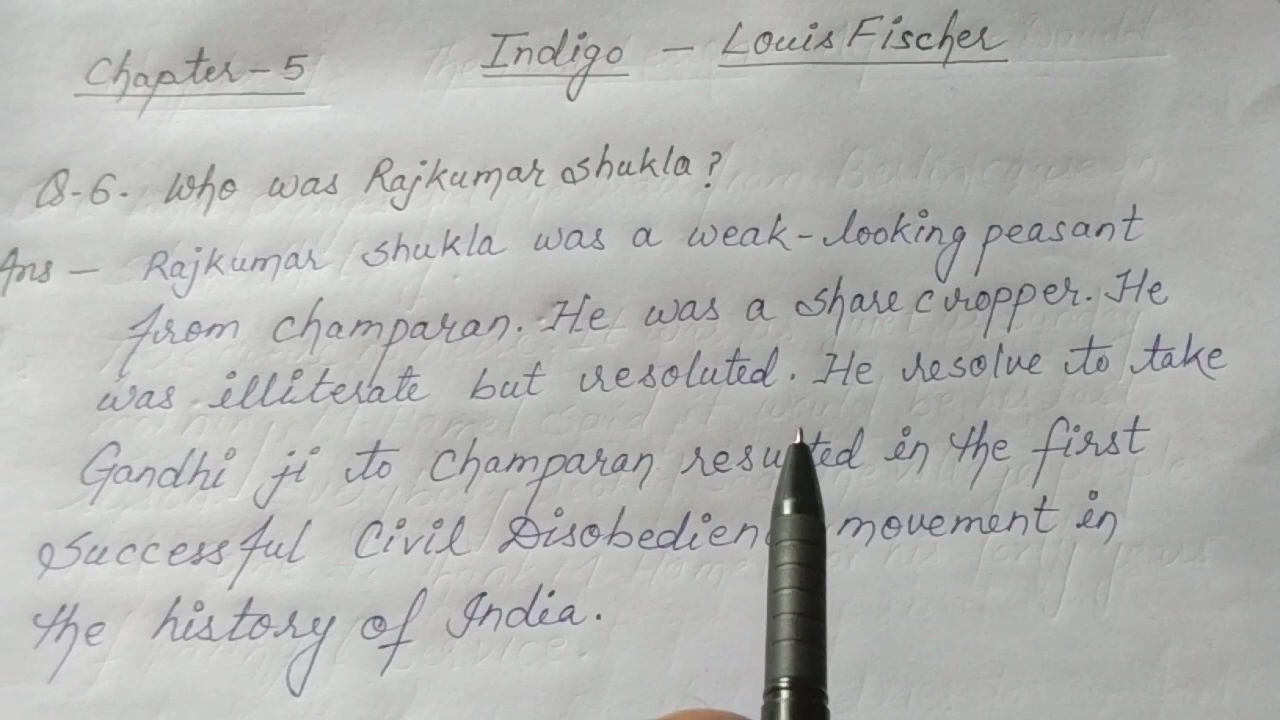 Chapter-5 Indigo - Louis Fischer
Q-6. Who was Rajkumar Shukla?
Ans - Rajkumar Shukla was a weak-looking peasant
from Champaran. He was a share cropper. He
was illiterate but resoluted. He resolve to take
Gandhi ji to Champaran in the first
Successful Civil movement in
the history of India.